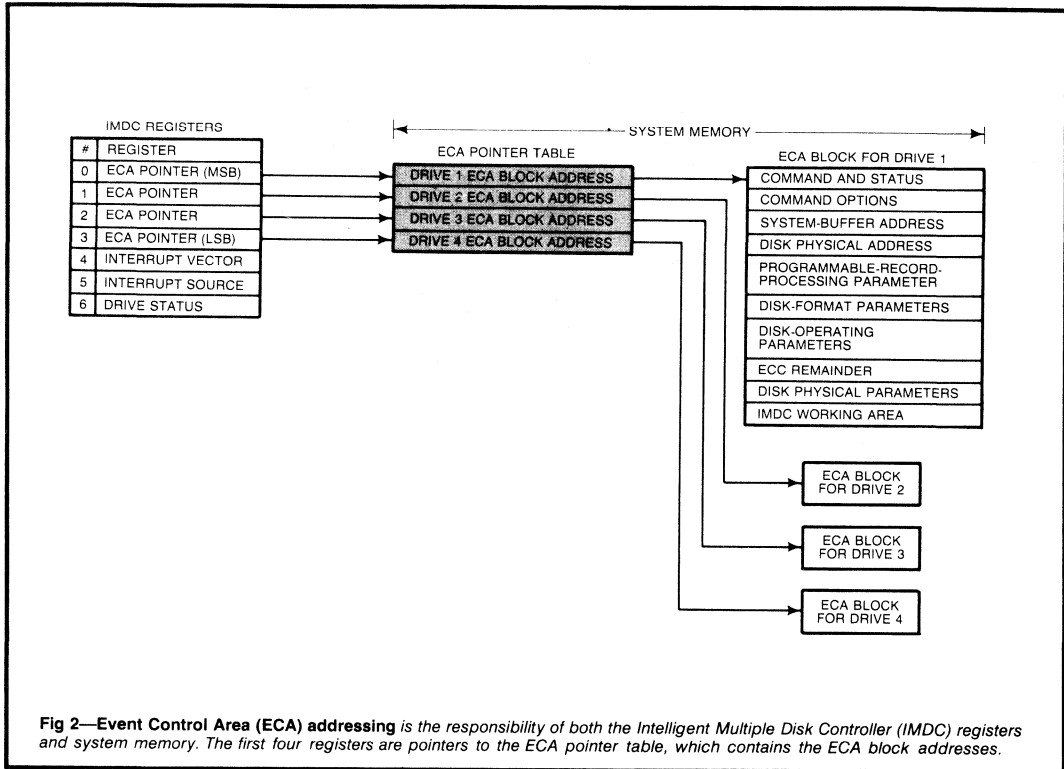 IMDC REGISTERS
# REGISTER
0 ECA POINTER (MSB)
1 ECA POINTER
2 ECA POINTER
3 ECA POINTER (LSB)
4 INTERRUPT VECTOR
5 INTERRUPT SOURCE
6 DRIVE STATUS
SYSTEM MEMORY
ECA POINTER TABLE
DRIVE 1 ECA BLOCK ADDRESS
DRIVE 2 ECA BLOCK ADDRESS
DRIVE 3 ECA BLOCK ADDRESS
DRIVE 4 ECA BLOCK ADDRESS
ECA BLOCK FOR DRIVE 1
COMMAND AND STATUS
COMMAND OPTIONS
SYSTEM-BUFFER ADDRESS
DISK PHYSICAL ADDRESS
PROGRAMMABLE-RECORD-
PROCESSING PARAMETER
DISK-FORMAT PARAMETERS
DISK-OPERATING
PARAMETERS
ECC REMAINDER
DISK PHYSICAL PARAMETERS
IMDC WORKING AREA
ECA BLOCK
FOR DRIVE 2
ECA BLOCK
FOR DRIVE 3
ECA BLOCK
FOR DRIVE 4
Fig 2—Event Control Area (ECA) addressing is the responsibility of both the Intelligent Multiple Disk Controller (IMDC) registers
and system memory. The first four registers are pointers to the ECA pointer table, which contains the ECA block addresses.